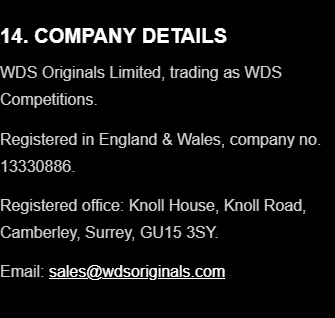 14. COMPANY DETAILS
WDS Originals Limited, trading as WDS
Competitions.
Registered in England & Wales, company no.
13330886.
Registered office: Knoll House, Knoll Road,
Camberley, Surrey, GU15 3SY.
Email: sales@wdsoriginals.com